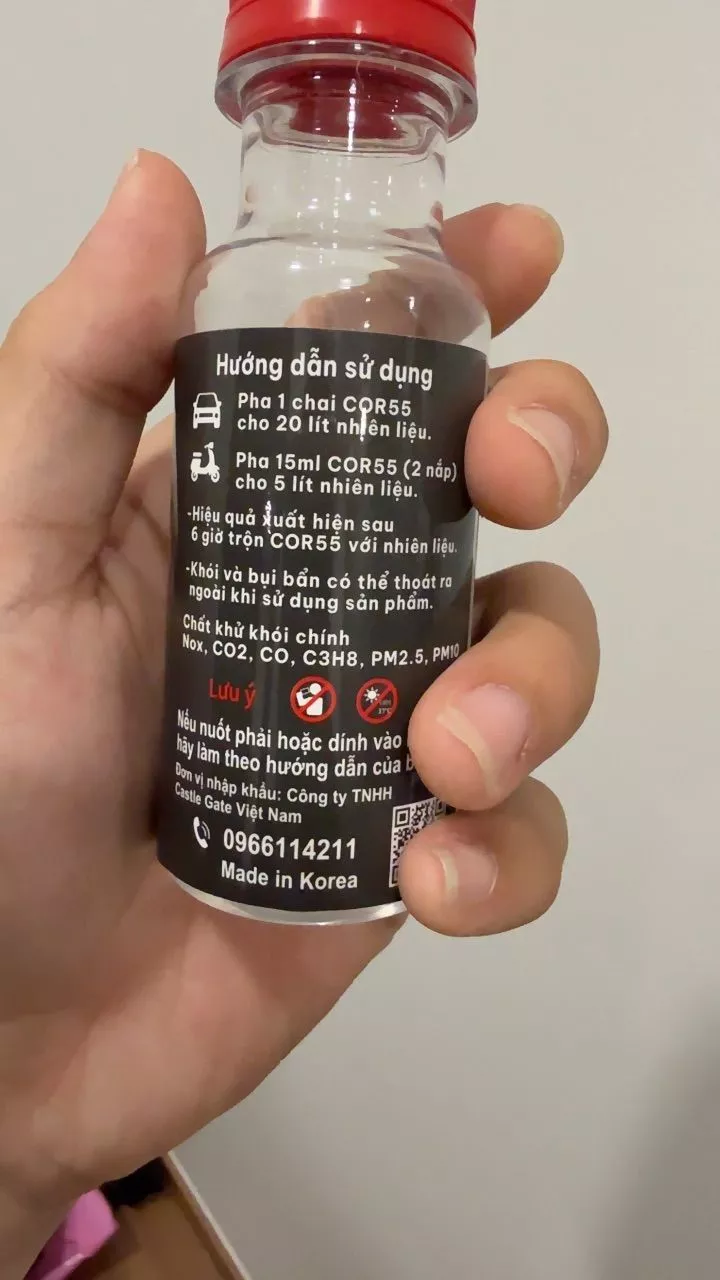 Hướng dẫn sử dụng
Pha 1 chai COR55
cho 20 lít nhiên liệu.
Pha 15ml COR55 (2 nắp)
cho 5 lít nhiên liệu.
-Hiệu quả xuất hiện sau
6 giờ trộn COR55 với nhiên liệu.
-Khói và bụi bẩn có thể thoát ra
ngoài khi sử dụng sản phẩm.
Chất khử khói chính
Nox, CO2, CO, C3H8, PM2.5, PM10
Lưu ý
37°C
Nếu nuốt phải hoặc dính vào
hãy làm theo hướng dẫn của
Đơn vị nhập khẩu: Công ty TNHH
Castle Gate Việt Nam
0966114211
Made in Korea